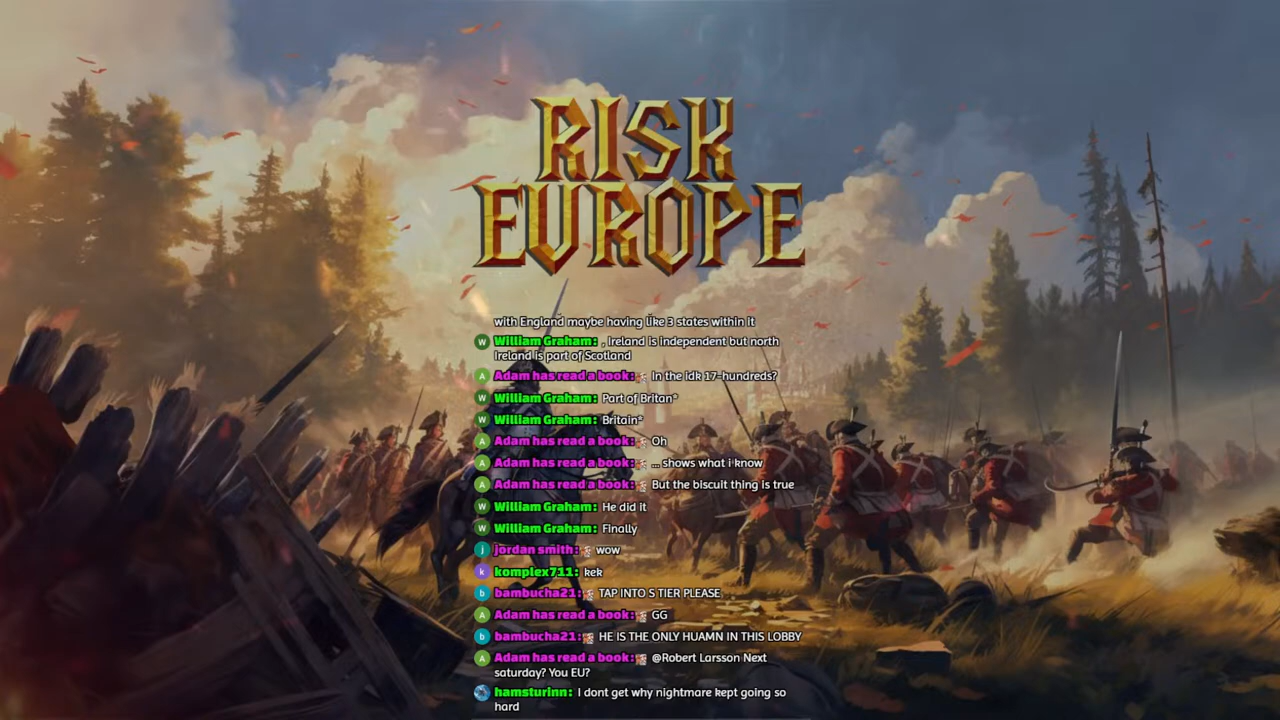 RISK
EUROPE
with England maybe having like 3 states within it
W William Graham: , Ireland is independent but north
Ireland is part of Scotland
A Adam has read a book: In the idk 17-hundreds?
W William Graham: Part of Britan*
W William Graham: Britain*
A Adam has read a book: Oh
A Adam has read a book: ... shows what i know
A Adam has read a book: But the biscuit thing is true
W William Graham: He did it
W William Graham: Finally
j jordan smith: wow
k komplex711: kek
b bambucha21: TAP INTO S TIER PLEASE
A Adam has read a book: GG
b bambucha21: HE IS THE ONLY HUAMN IN THIS LOBBY
A Adam has read a book: @Robert Larsson Next
saturday? You EU?
hamsturinn: I dont get why nightmare kept going so
hard